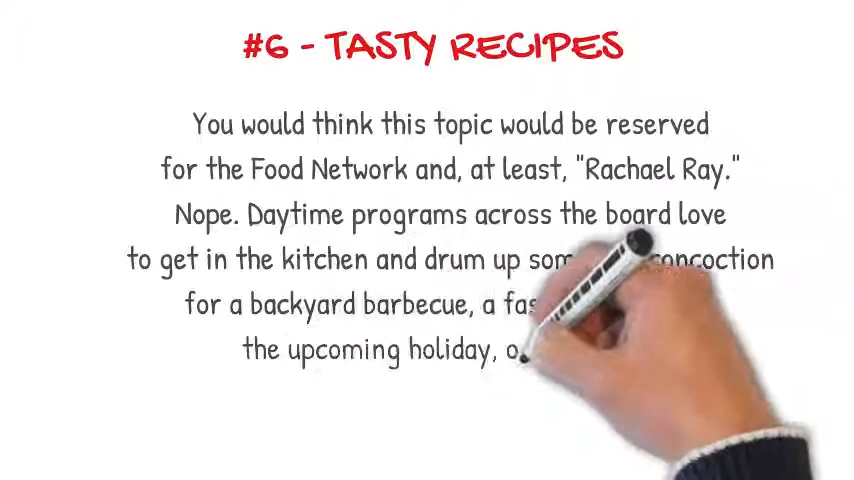 #6 - TASTY RECIPES
You would think this topic would be reserved
for the Food Network and, at least, "Rachael Ray."
Nope. Daytime programs across the board love
to get in the kitchen and drum up concoction
for a backyard barbecue, a
the upcoming holiday,